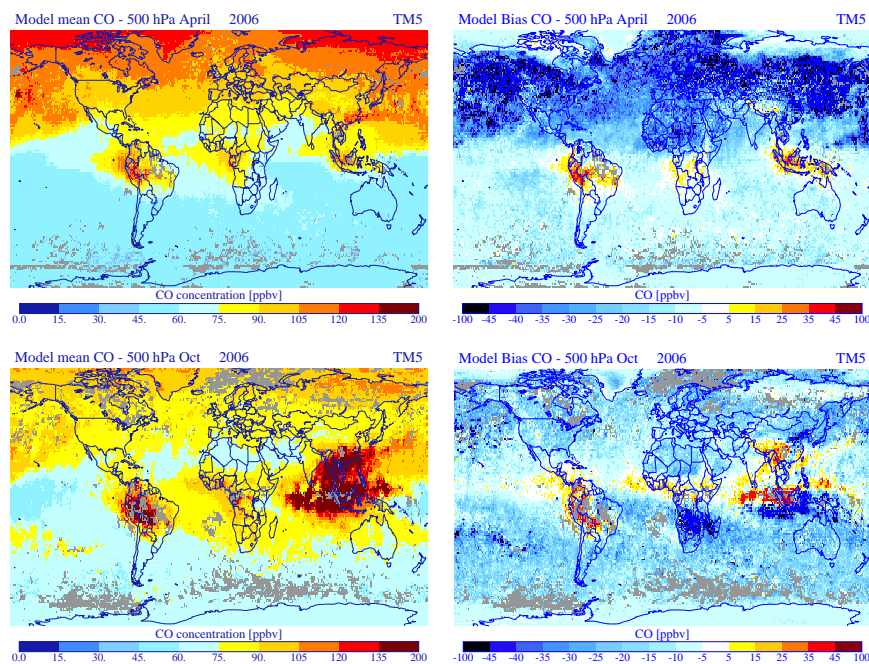 Model mean CO - 500 hPa April 2006 TM5
CO concentration [ppbv]
0.0 15. 30. 45. 60. 75. 90. 105. 120. 135. 200
Model Bias CO - 500 hPa April 2006 TM5
CO [ppbv]
-100 -45 -40 -35 -30 -25 -20 -15 -10 -5 5 15 25 35 45 100
Model mean CO - 500 hPa Oct 2006 TM5
CO concentration [ppbv]
0.0 15. 30. 45. 60. 75. 90. 105. 120. 135. 200
Model Bias CO - 500 hPa Oct 2006 TM5
CO [ppbv]
-100 -45 -40 -35 -30 -25 -20 -15 -10 -5 5 15 25 35 45 100